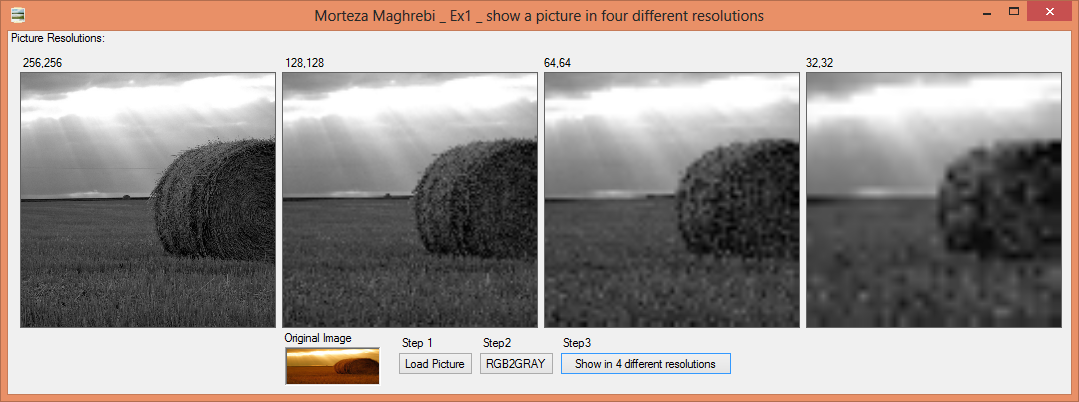 Morteza Maghrebi _ Ex1 _ show a picture in four different resolutions
Picture Resolutions:
256,256 128,128 64,64 32,32
Original Image
Step 1 Step2 Step3
Load Picture RGB2GRAY Show in 4 different resolutions